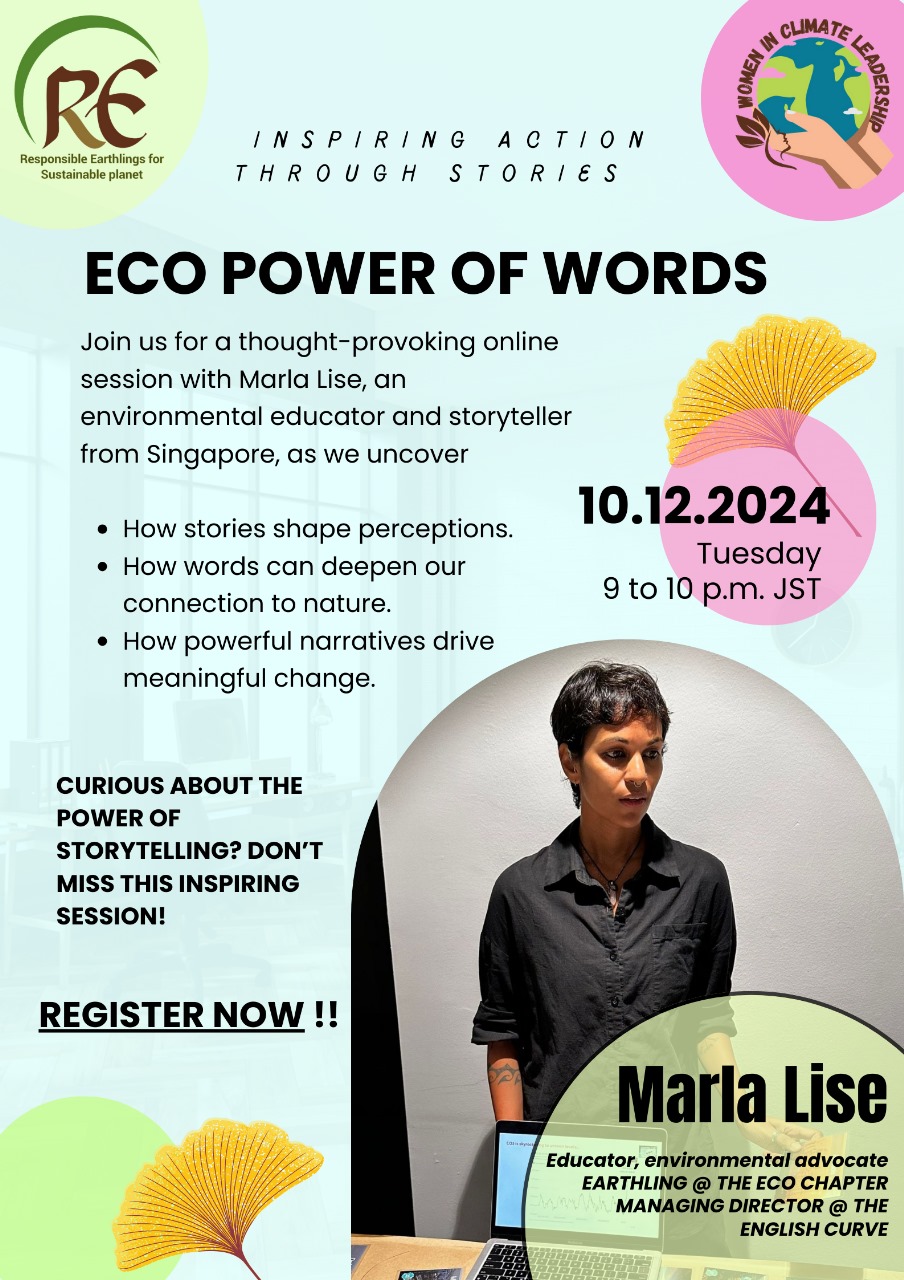 RE
Responsible Earthlings for
Sustainable planet
WOMEN IN CLIMATE LEADERSHIP
INSPIRING ACTION
THROUGH STORIES
ECO POWER OF WORDS
Join us for a thought-provoking online
session with Marla Lise, an
environmental educator and storyteller
from Singapore, as we uncover
How stories shape perceptions.
How words can deepen our
connection to nature.
How powerful narratives drive
meaningful change.
10.12.2024
Tuesday
9 to 10 p.m. JST
CURIOUS ABOUT THE
POWER OF
STORYTELLING? DON’T
MISS THIS INSPIRING
SESSION!
REGISTER NOW !!
Marla Lise
Educator, environmental advocate
EARTHLING @ THE ECO CHAPTER
MANAGING DIRECTOR @ THE
ENGLISH CURVE